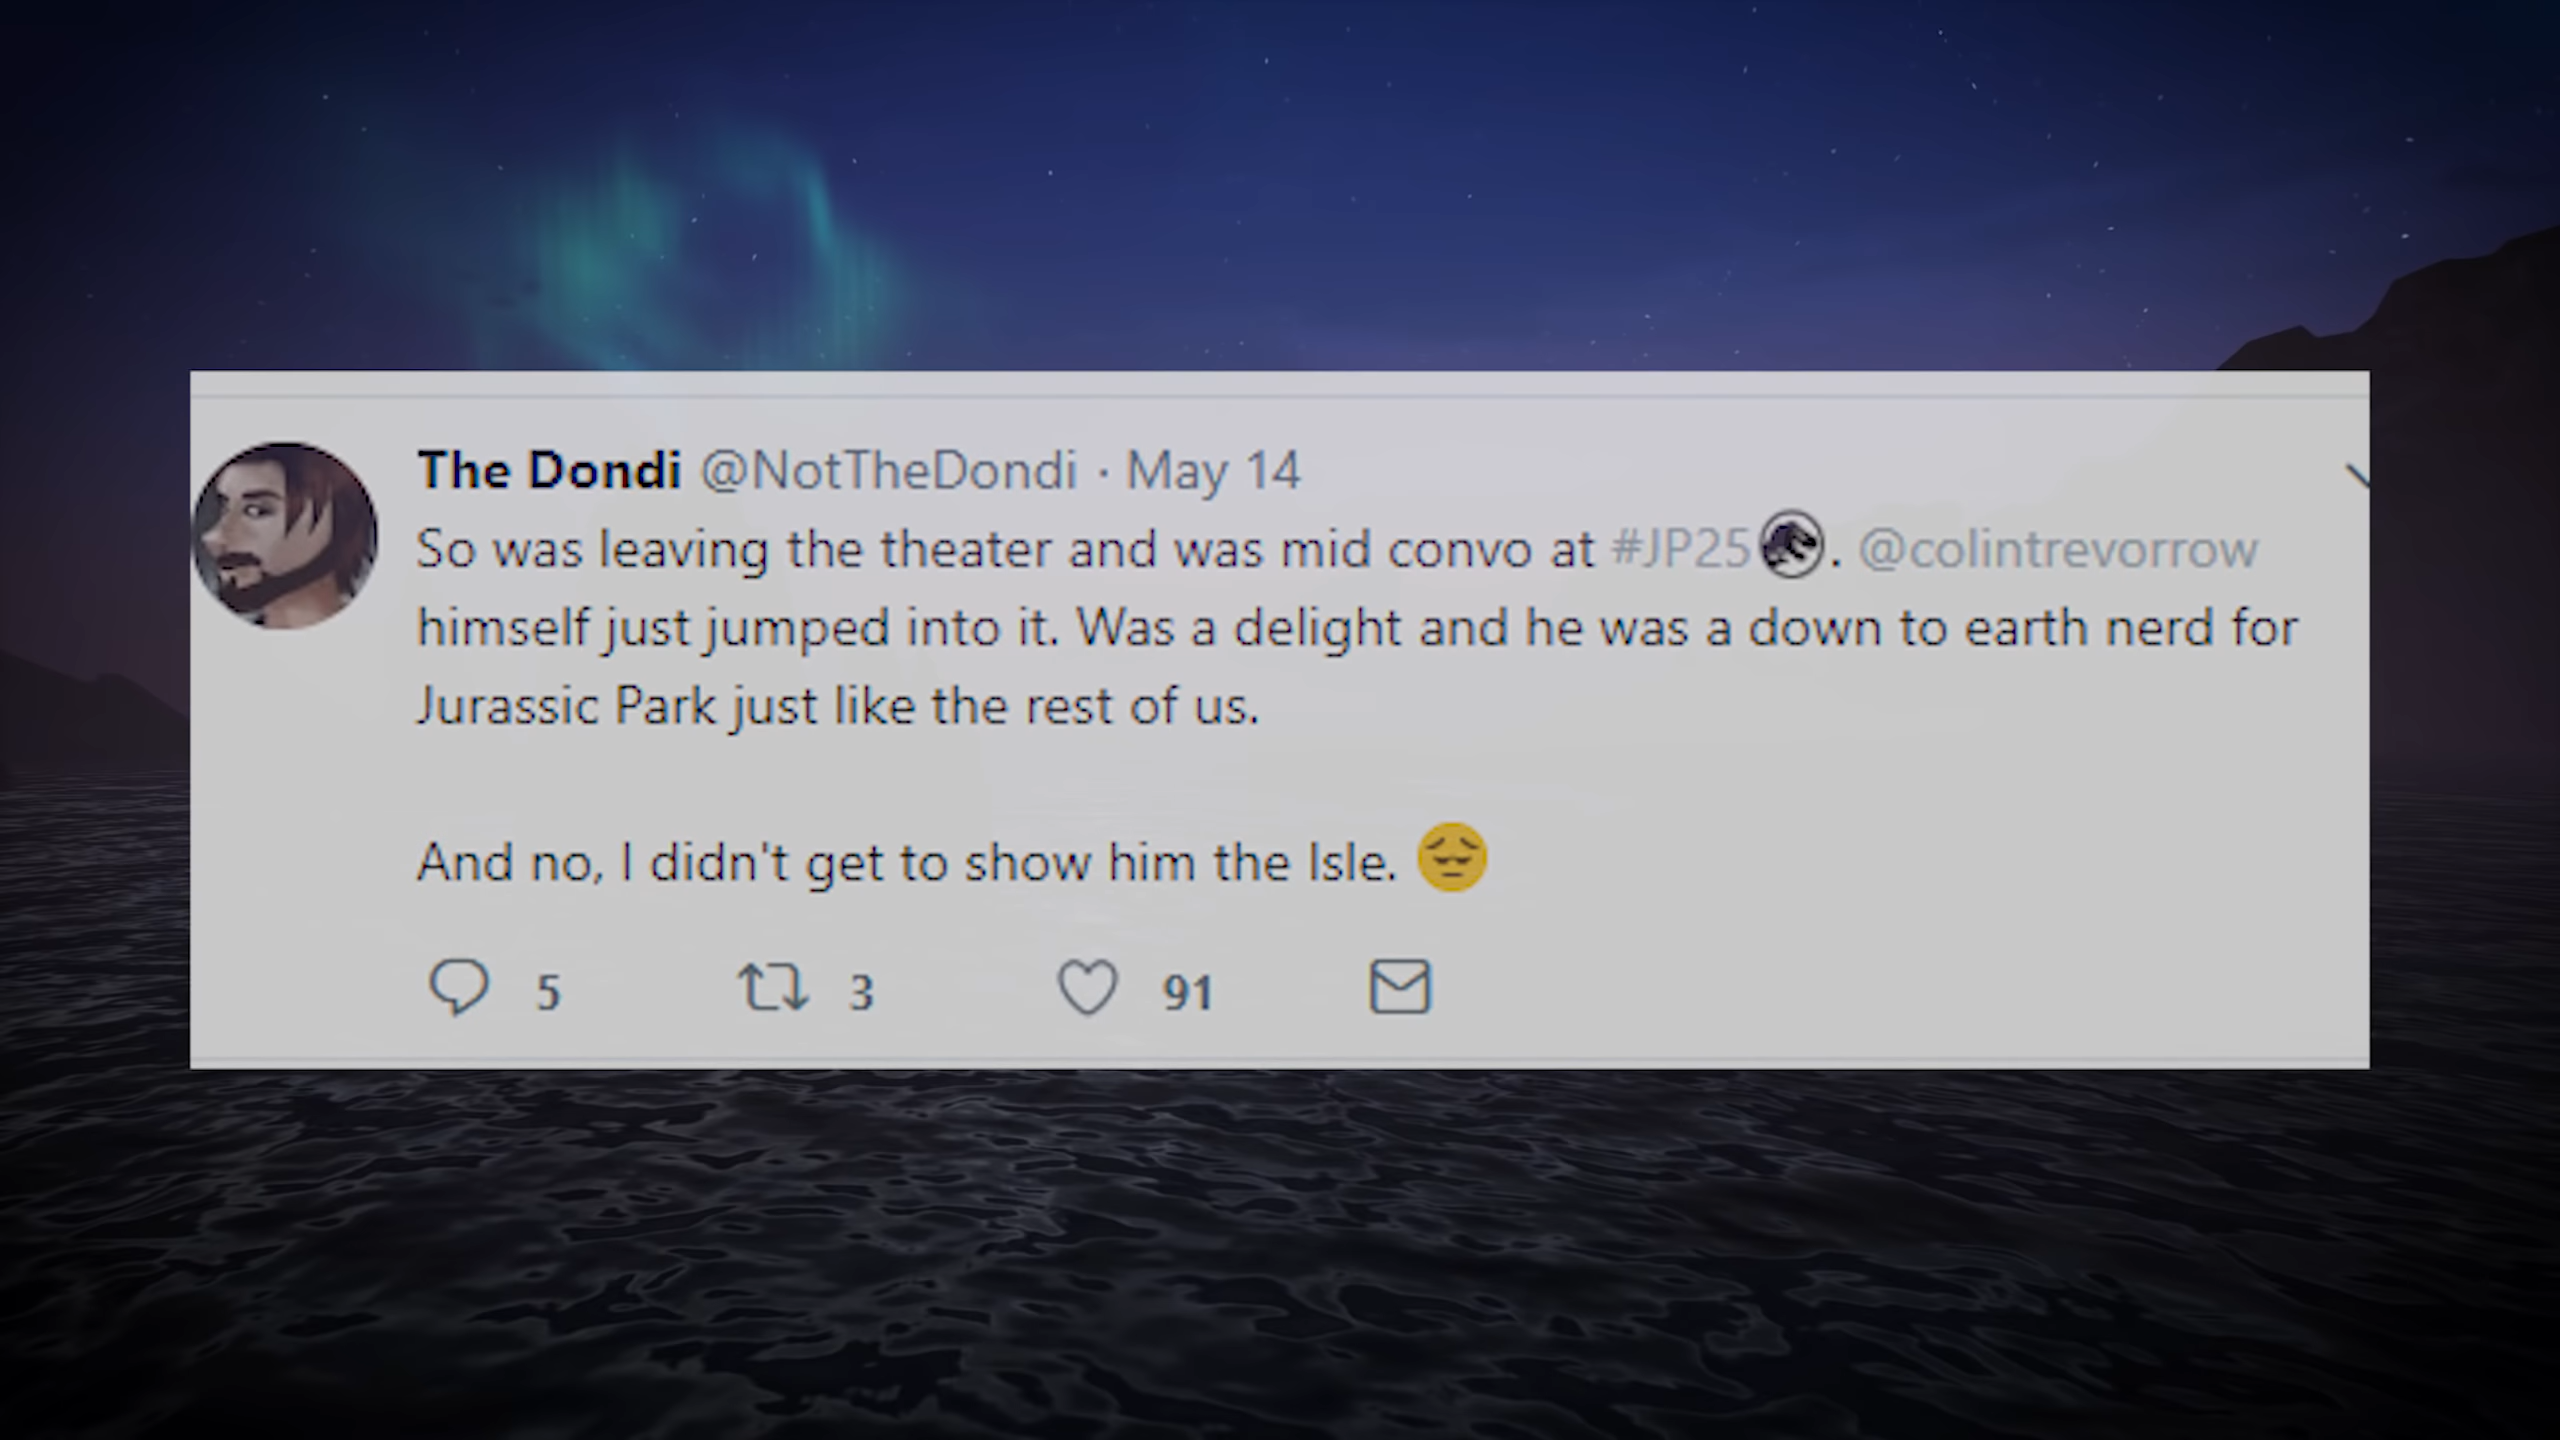 The Dondi @NotTheDondi · May 14
So was leaving the theater and was mid convo at #JP25. @colintrevorrow
himself just jumped into it. Was a delight and he was a down to earth nerd for
Jurassic Park just like the rest of us.
And no, I didn't get to show him the Isle. 😔
5 3 91